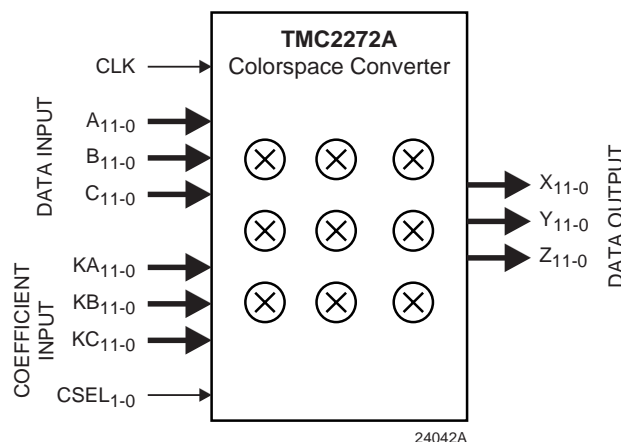 TMC2272A
Colorspace Converter
CLK
DATA INPUT
A11-0
B11-0
C11-0
COEFFICIENT
INPUT
KA11-0
KB11-0
KC11-0
CSEL1-0
X11-0
Y11-0
Z11-0
DATA OUTPUT
24042A